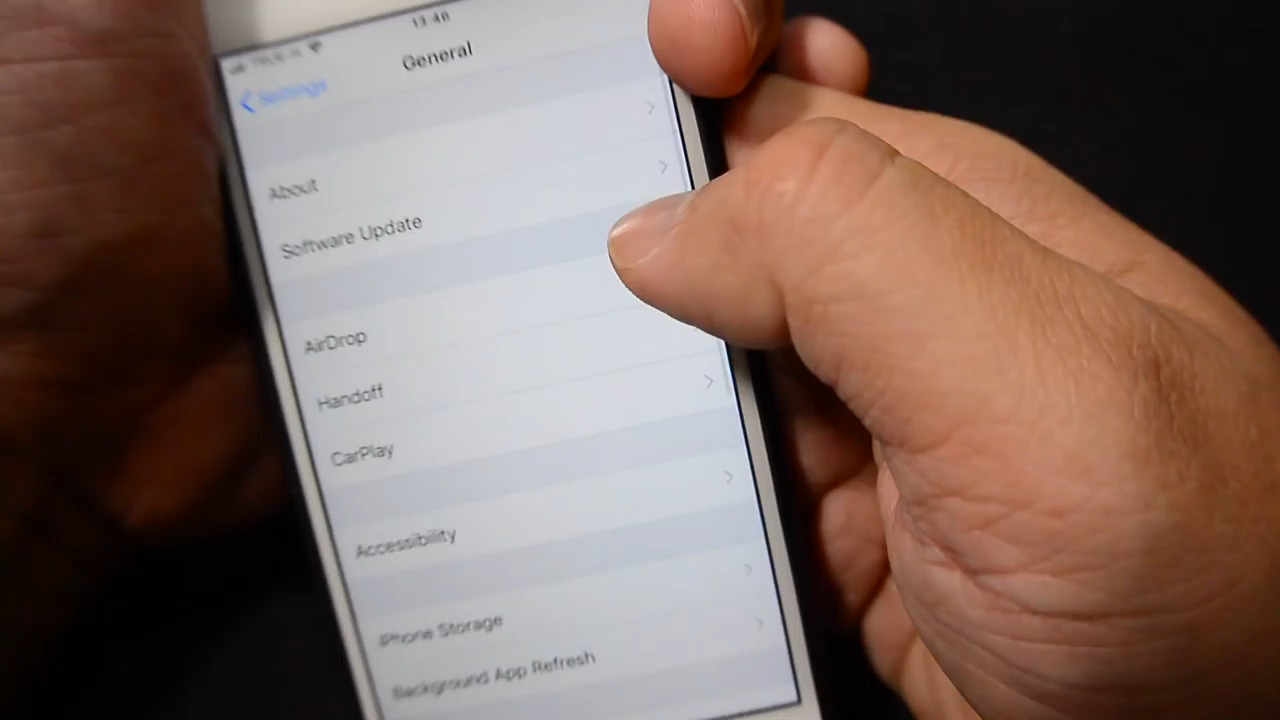 13:40
General
Settings
About
Software Update
AirDrop
Handoff
CarPlay
Accessibility
iPhone Storage
Background App Refresh